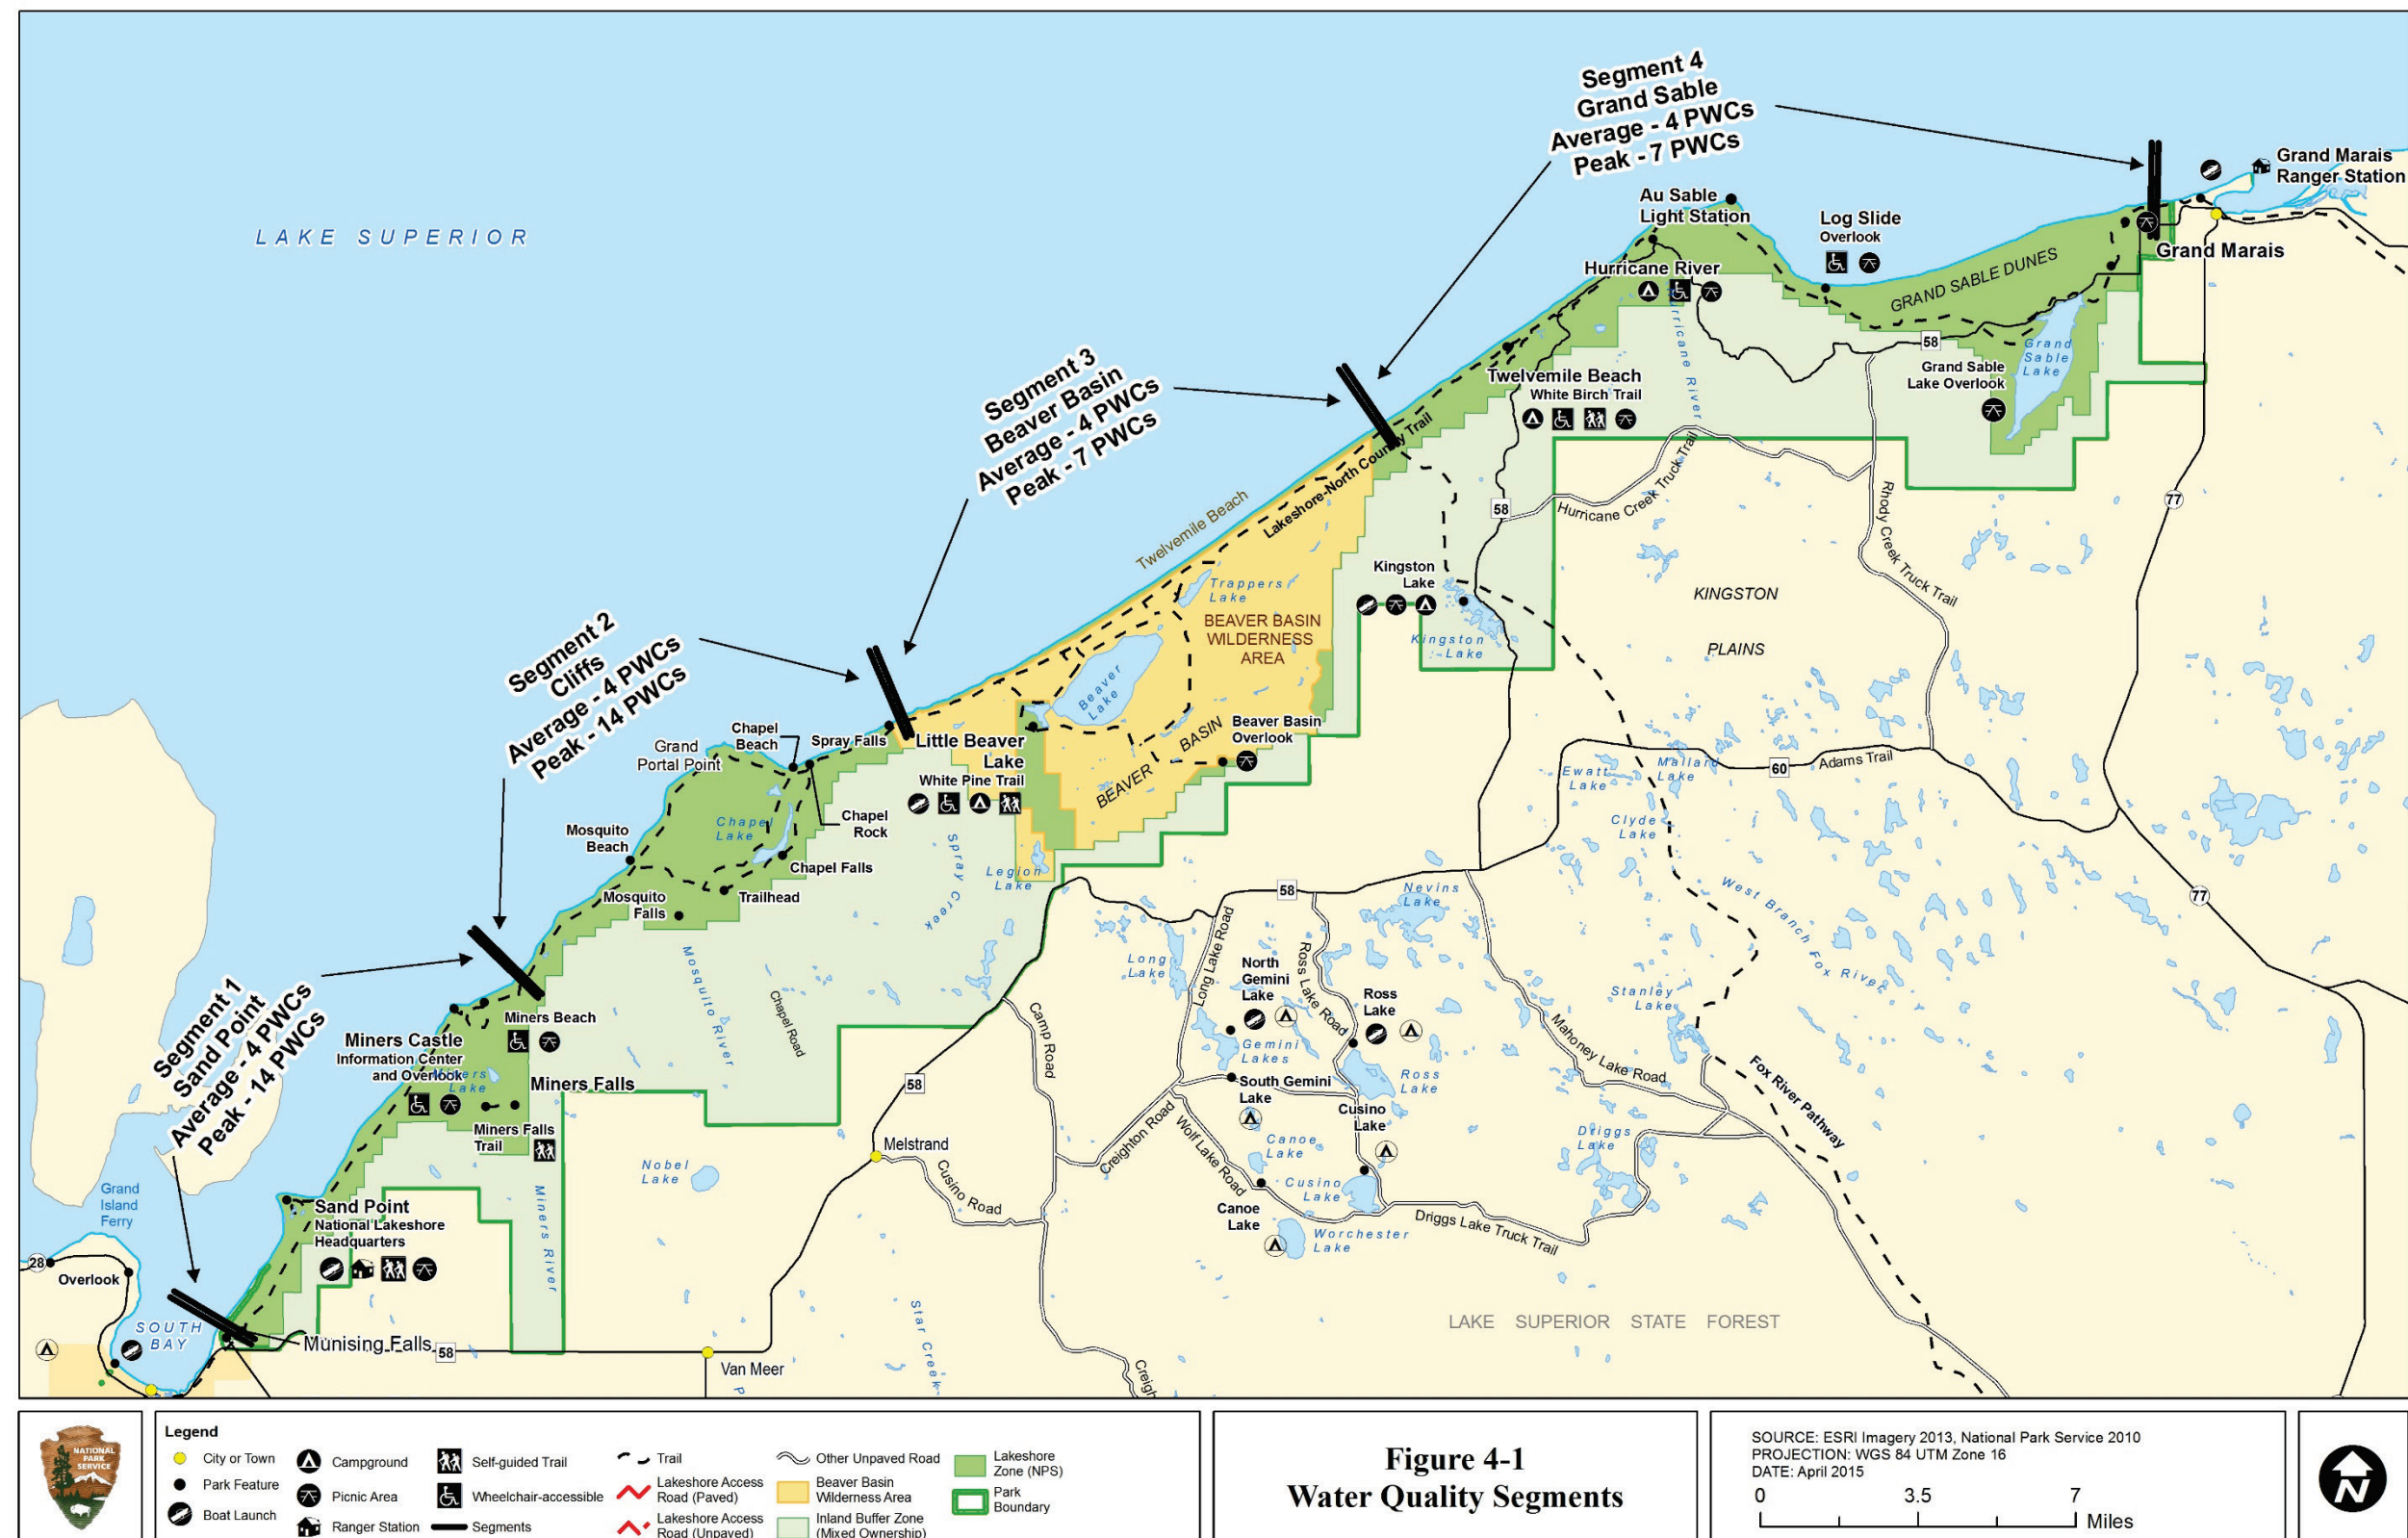 LAKE SUPERIOR
Segment 4
Grand Sable
Average - 4 PWCs
Peak - 7 PWCs
Grand Marais
Ranger Station
Au Sable
Light Station
Log Slide
Overlook
Grand Marais
Hurricane River
GRAND SABLE DUNES
Hurricane River
58
Grand
Sable
Lake
Grand Sable
Lake Overlook
Segment 3
Beaver Basin
Average - 4 PWCs
Peak - 7 PWCs
Twelvemile Beach
White Birch Trail
Lakeshore-North County Trail
Twelvemile Beach
58
Hurricane Creek Truck Trail
Rhody Creek Truck Trail
77
Kingston
Lake
KINGSTON
PLAINS
Kingston
Lake
Trappers
Lake
BEAVER BASIN
WILDERNESS
AREA
Beaver
Lake
Segment 2
Cliffs
Average - 4 PWCs
Peak - 14 PWCs
Chapel
Beach
Spray Falls
Grand
Portal Point
Little Beaver
Lake
White Pine Trail
BEAVER BASIN
Beaver Basin
Overlook
Ewatt
Lake
Mallard
Lake
60
Adams Trail
Clyde
Lake
Mosquito
Beach
Chapel
Lake
Chapel
Rock
Chapel Falls
Spray Creek
Legion
Lake
Mosquito
Falls
Trailhead
58
Nevins
Lake
West Branch Fox River
77
Mosquito River
Chapel Road
Long
Lake
Long Lake Road
North
Gemini
Lake
Ross Lake Road
Ross
Lake
Stanley
Lake
Segment 1
Sand Point
Average - 4 PWCs
Peak - 14 PWCs
Miners Beach
Miners Castle
Information Center
and Overlook
Miners
Lake
Miners Falls
Miners Falls
Trail
58
Camp Road
Gemini
Lakes
South Gemini
Lake
Ross
Lake
Cusino
Lake
Mahoney Lake Road
Fox River Pathway
Melstrand
Cusino Road
Creighton Road
Wolf Lake Road
Canoe
Lake
Driggs
Lake
Nobel
Lake
Miners River
Grand
Island
Ferry
Sand Point
National Lakeshore
Headquarters
Cusino
Lake
Canoe
Lake
Worchester
Lake
Driggs Lake Truck Trail
28
Overlook
SOUTH
BAY
Munising Falls
58
Van Meer
Star Creek
P
Creigh
LAKE SUPERIOR STATE FOREST
NATIONAL
PARK
SERVICE
Legend
City or Town
Park Feature
Boat Launch
Campground
Picnic Area
Ranger Station
Self-guided Trail
Wheelchair-accessible
Segments
Trail
Lakeshore Access
Road (Paved)
Lakeshore Access
Road (Unpaved)
Other Unpaved Road
Beaver Basin
Wilderness Area
Inland Buffer Zone
(Mixed Ownership)
Lakeshore
Zone (NPS)
Park
Boundary
Figure 4-1
Water Quality Segments
SOURCE: ESRI Imagery 2013, National Park Service 2010
PROJECTION: WGS 84 UTM Zone 16
DATE: April 2015
0 3.5 7
Miles
N